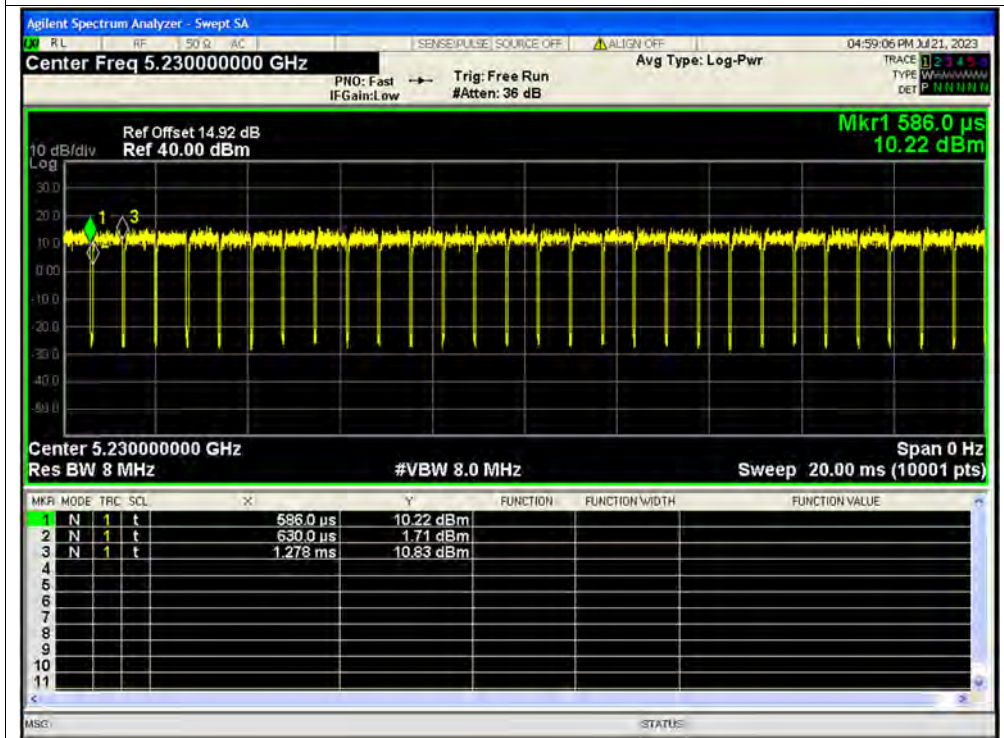 Agilent Spectrum Analyzer - Swept SA
RL RF 50 Ω AC SENSE:PULSE SOURCE OFF ALIGN OFF 04:59:06 PM Jul 21, 2023
Center Freq 5.230000000 GHz Avg Type: Log-Pwr TRACE 1 2 3 4 5 6
PNO: Fast Trig: Free Run TYPE
IFGain:Low #Atten: 36 dB DET P N N N N N
Mkr1 586.0 µs
Ref Offset 14.92 dB
10 dB/div Ref 40.00 dBm 10.22 dBm
Log
30.0
20.0
1 3
10.0
0.00
-10.0
-20.0
-30.0
-40.0
-50.0
Center 5.230000000 GHz Span 0 Hz
Res BW 8 MHz #VBW 8.0 MHz Sweep 20.00 ms (10001 pts)
MKR MODE TRC SCL X Y FUNCTION FUNCTION WIDTH FUNCTION VALUE
1 N 1 t 586.0 µs 10.22 dBm
2 N 1 t 630.0 µs 1.71 dBm
3 N 1 t 1.278 ms 10.83 dBm
4
5
6
7
8
9
10
11
MSG STATUS